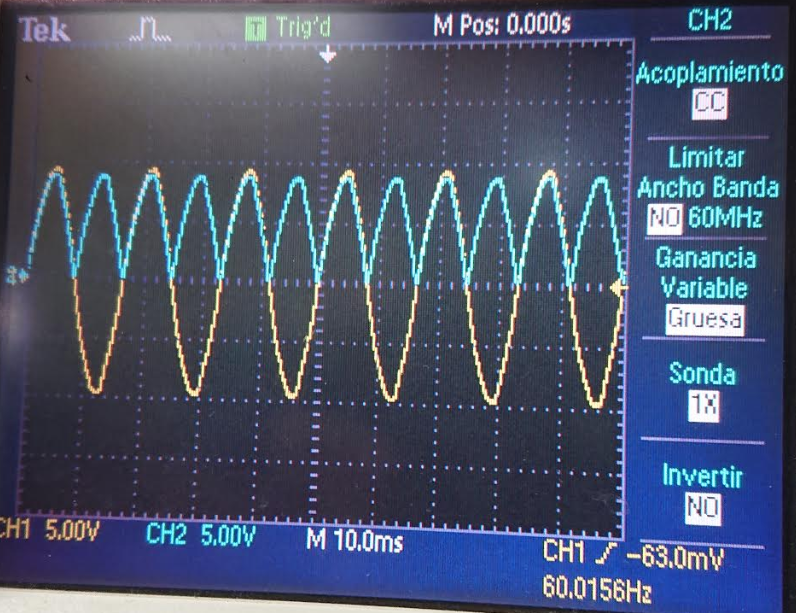 Tek
T Trig'd
M Pos: 0.000s
CH2
Acoplamiento
CC
Limitar
Ancho Banda
NO 60MHz
Ganancia
Variable
Gruesa
Sonda
1X
Invertir
NO
CH1 5.00V
CH2 5.00V
M 10.0ms
CH1 -63.0mV
60.0156Hz